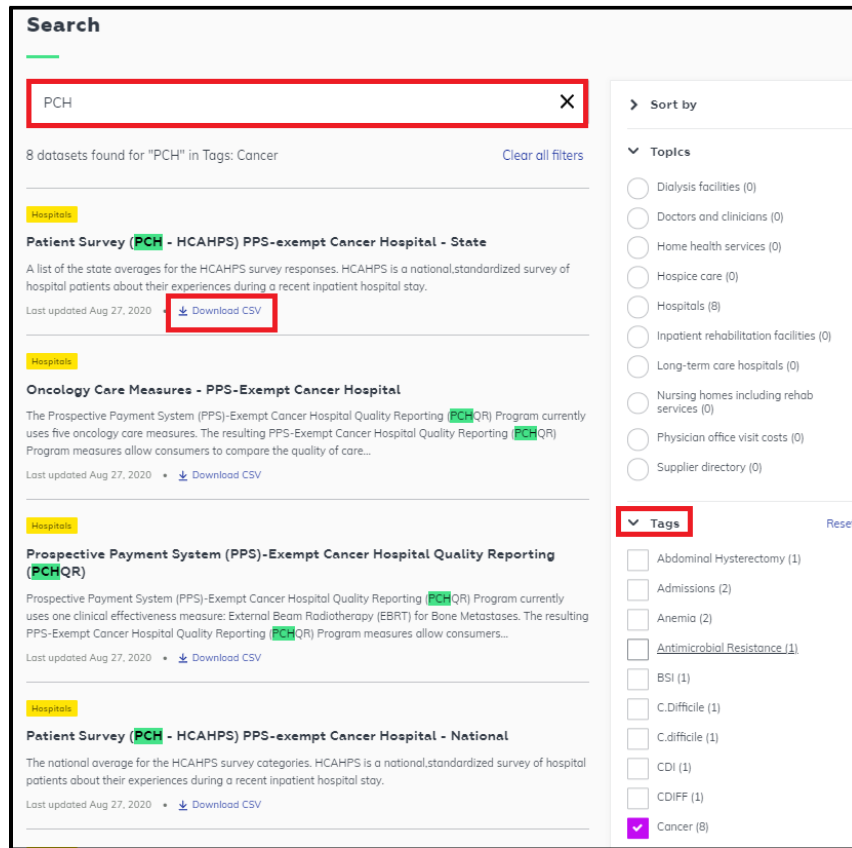 Search
PCH
8 datasets found for "PCH" in Tags: Cancer
Clear all filters
Hospitals
Patient Survey (PCH - HCAHPS) PPS-exempt Cancer Hospital - State
A list of the state averages for the HCAHPS survey responses. HCAHPS is a national,standardized survey of
hospital patients about their experiences during a recent inpatient hospital stay.
Last updated Aug 27, 2020 • Download CSV
Hospitals
Oncology Care Measures - PPS-Exempt Cancer Hospital
The Prospective Payment System (PPS)-Exempt Cancer Hospital Quality Reporting (PCHQR) Program currently
uses five oncology care measures. The resulting PPS-Exempt Cancer Hospital Quality Reporting (PCHQR)
Program measures allow consumers to compare the quality of care...
Last updated Aug 27, 2020 • Download CSV
Hospitals
Prospective Payment System (PPS)-Exempt Cancer Hospital Quality Reporting
(PCHQR)
Prospective Payment System (PPS)-Exempt Cancer Hospital Quality Reporting (PCHQR) Program currently
uses one clinical effectiveness measure: External Beam Radiotherapy (EBRT) for Bone Metastases. The resulting
PPS-Exempt Cancer Hospital Quality Reporting (PCHQR) Program measures allow consumers...
Last updated Aug 27, 2020 • Download CSV
Hospitals
Patient Survey (PCH - HCAHPS) PPS-exempt Cancer Hospital - National
The national average for the HCAHPS survey categories. HCAHPS is a national,standardized survey of hospital
patients about their experiences during a recent inpatient hospital stay.
Last updated Aug 27, 2020 • Download CSV
Sort by
Topics
Dialysis facilities (0)
Doctors and clinicians (0)
Home health services (0)
Hospice care (0)
Hospitals (8)
Inpatient rehabilitation facilities (0)
Long-term care hospitals (0)
Nursing homes including rehab
services (0)
Physician office visit costs (0)
Supplier directory (0)
Tags
Reset
Abdominal Hysterectomy (1)
Admissions (2)
Anemia (2)
Antimicrobial Resistance (1)
BSI (1)
C.Difficile (1)
C.difficile (1)
CDI (1)
CDIFF (1)
Cancer (8)